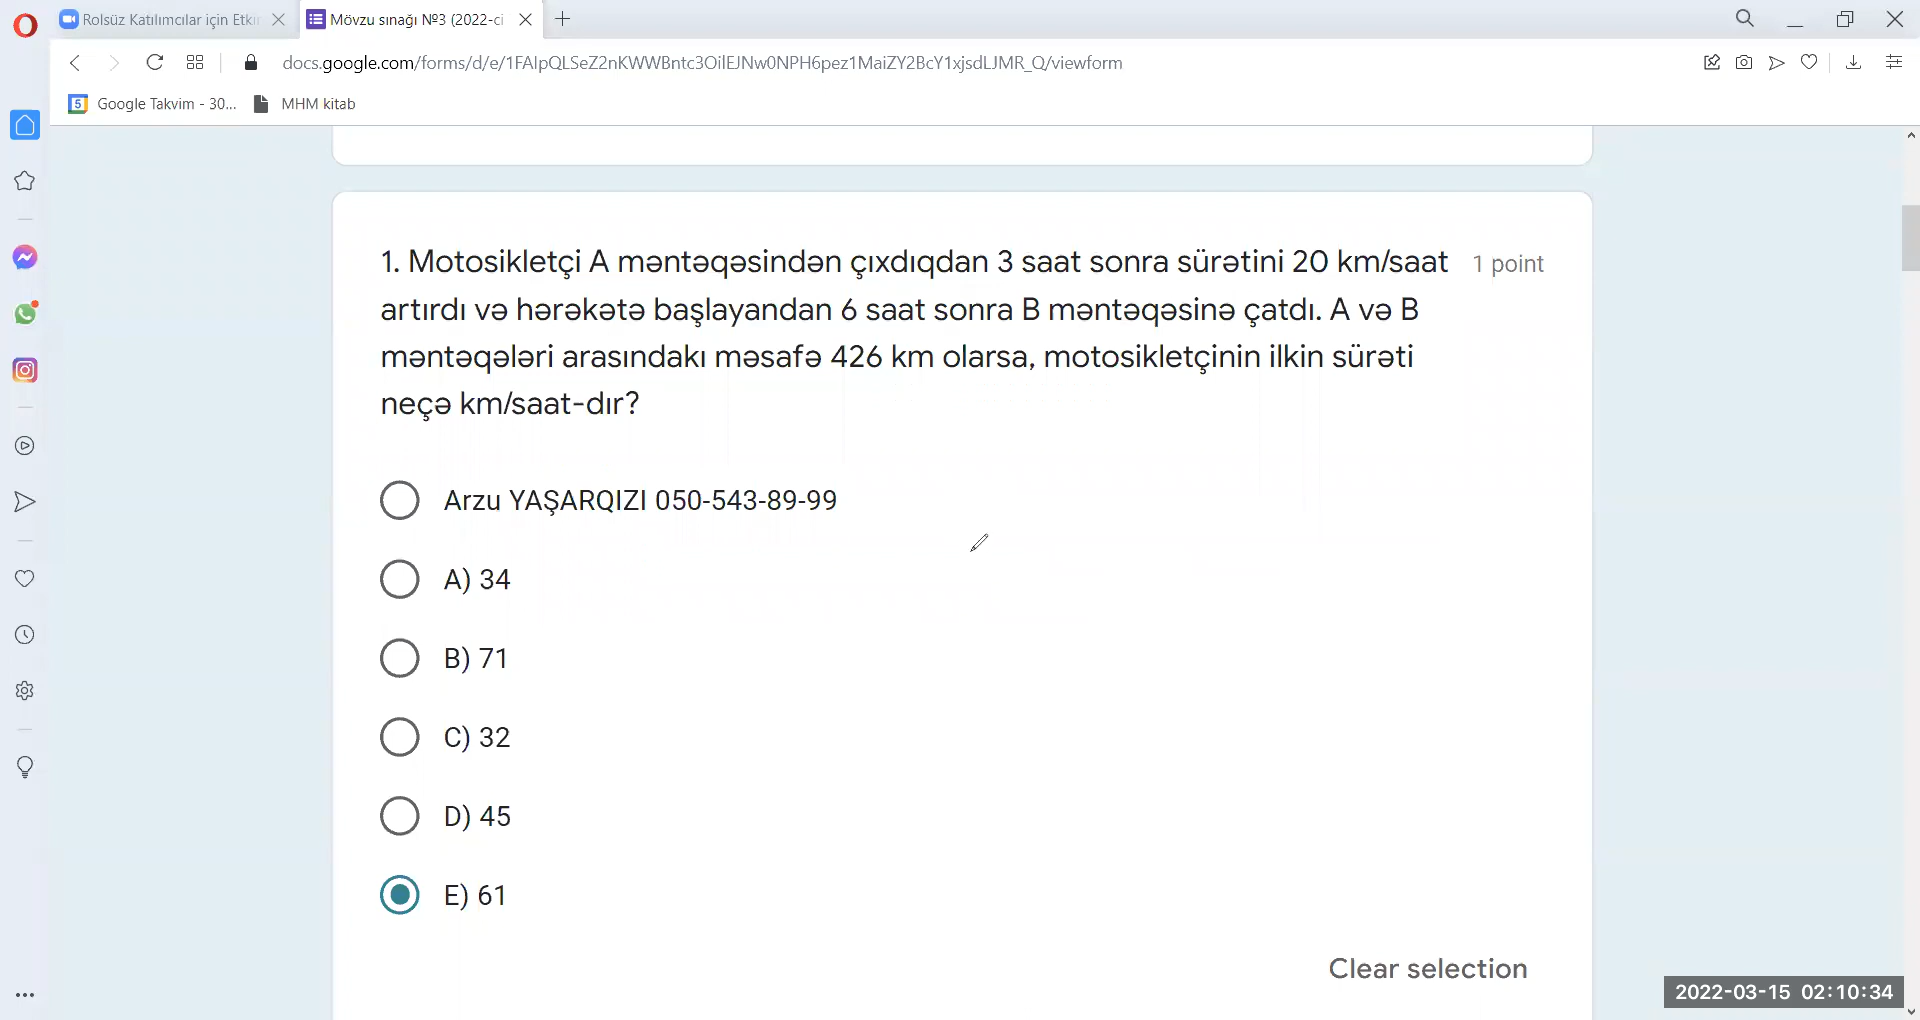 Rolsüz Katılımcılar için Etki
Mövzu sınağı №3 (2022-ci
docs.google.com/forms/d/e/1FAIpQLSeZ2nKWWBntc3OilEJNw0NPH6pez1MaiZY2BcY1xjsdLJMR_Q/viewform
5 Google Takvim - 30...
MHM kitab
1. Motosikletçi A məntəqəsindən çıxdıqdan 3 saat sonra sürətini 20 km/saat
1 point
artırdı və hərəkətə başlayandan 6 saat sonra B məntəqəsinə çatdı. A və B
məntəqələri arasındakı məsafə 426 km olarsa, motosikletçinin ilkin sürəti
neçə km/saat-dır?
Arzu YAŞARQIZI 050-543-89-99
A) 34
B) 71
C) 32
D) 45
E) 61
Clear selection
2022-03-15 02:10:34